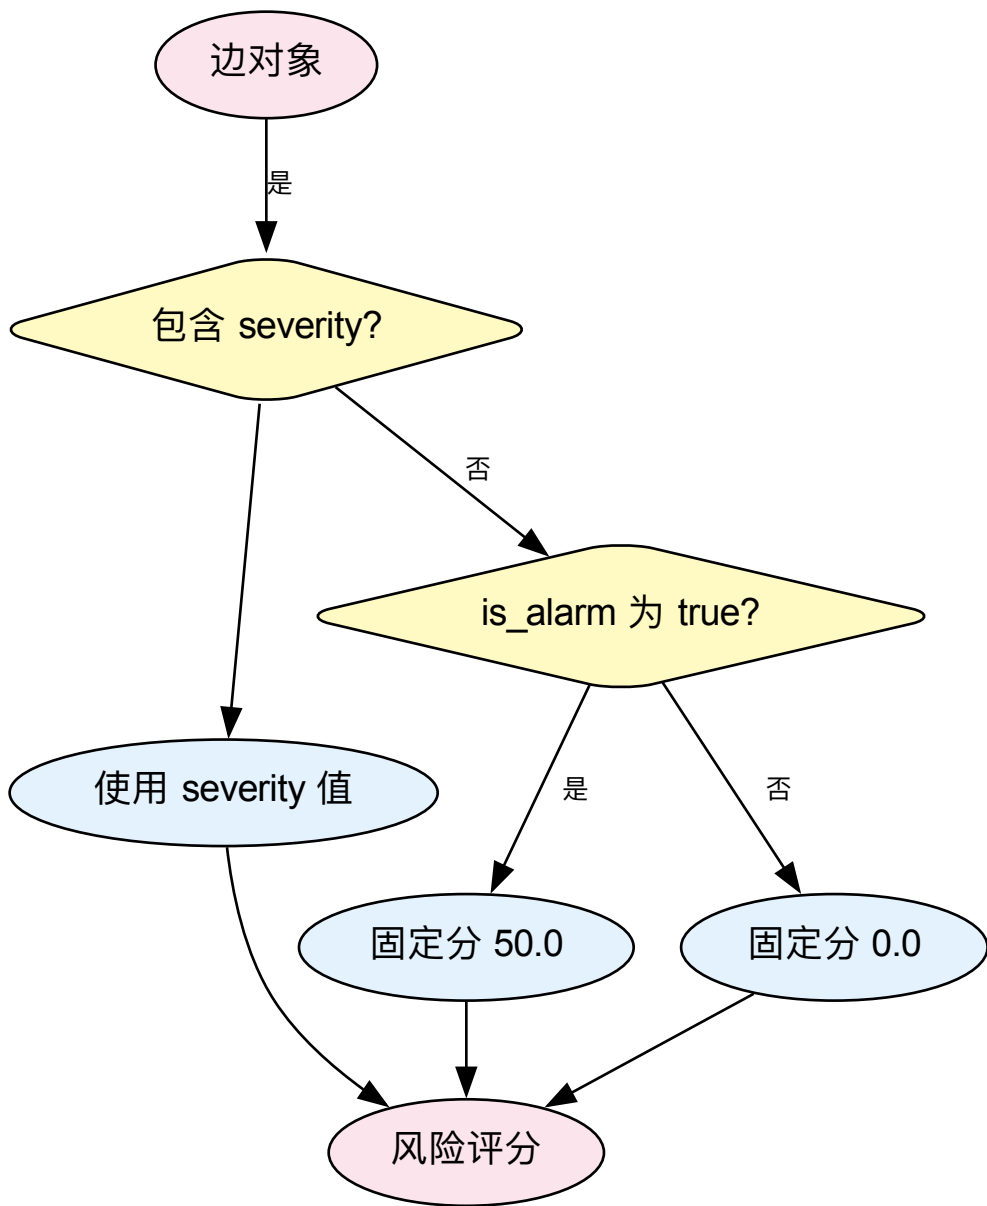 边对象
是
包含 severity?
否
is_alarm 为 true?
使用 severity 值
是
否
固定分 50.0
固定分 0.0
风险评分